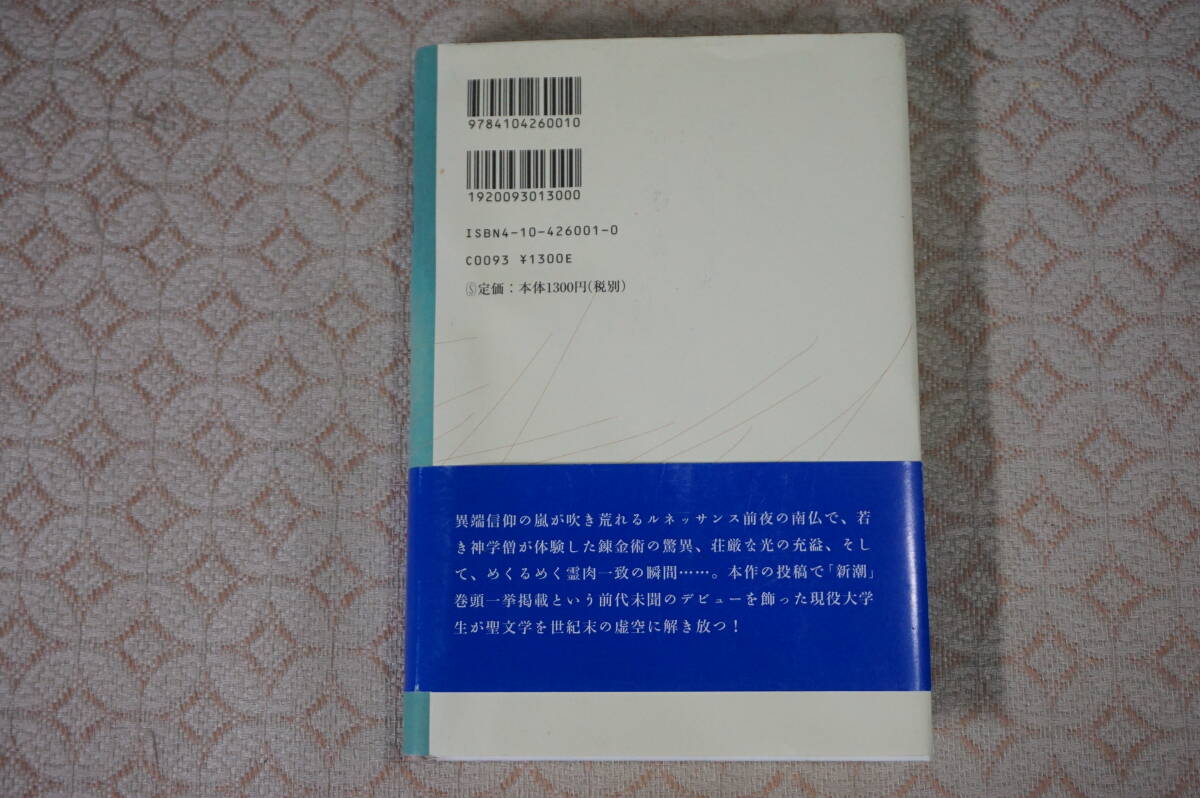 9784104260010
1920093013000
ISBN4-10-426001-0
C0093 ¥1300E
Ⓢ定価：本体1300円(税別)
異端信仰の嵐が吹き荒れるルネッサンス前夜の南仏で、若
き神学僧が体験した錬金術の驚異、荘厳な光の充溢、そし
て、めくるめく霊肉一致の瞬間……。本作の投稿で「新潮」
巻頭一挙掲載という前代未聞のデビューを飾った現役大学
生が聖文学を世紀末の虚空に解き放つ！